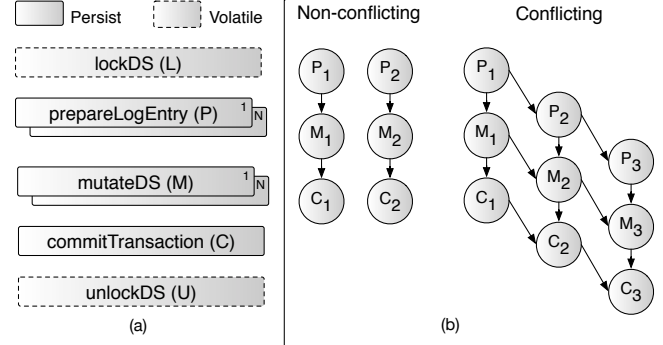 Persist Volatile
lockDS (L)
prepareLogEntry (P) 1 N
mutateDS (M) 1 N
commitTransaction (C)
unlockDS (U)
(a)
Non-conflicting Conflicting
P1 P2 P1
P2
P3
M1 M2 M1
M2
M3
C1 C2 C1
C2
C3
(b)